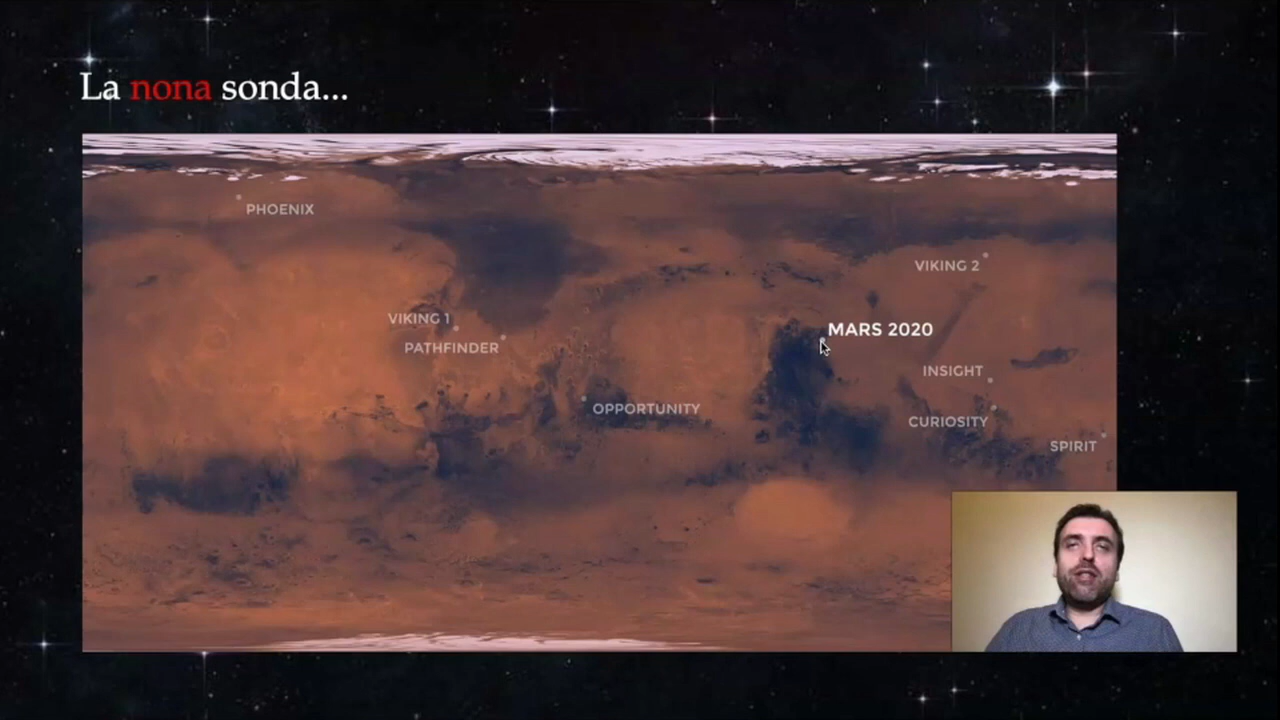 La nona sonda...
PHOENIX
VIKING 2
VIKING 1
MARS 2020
PATHFINDER
INSIGHT
OPPORTUNITY
CURIOSITY
SPIRIT